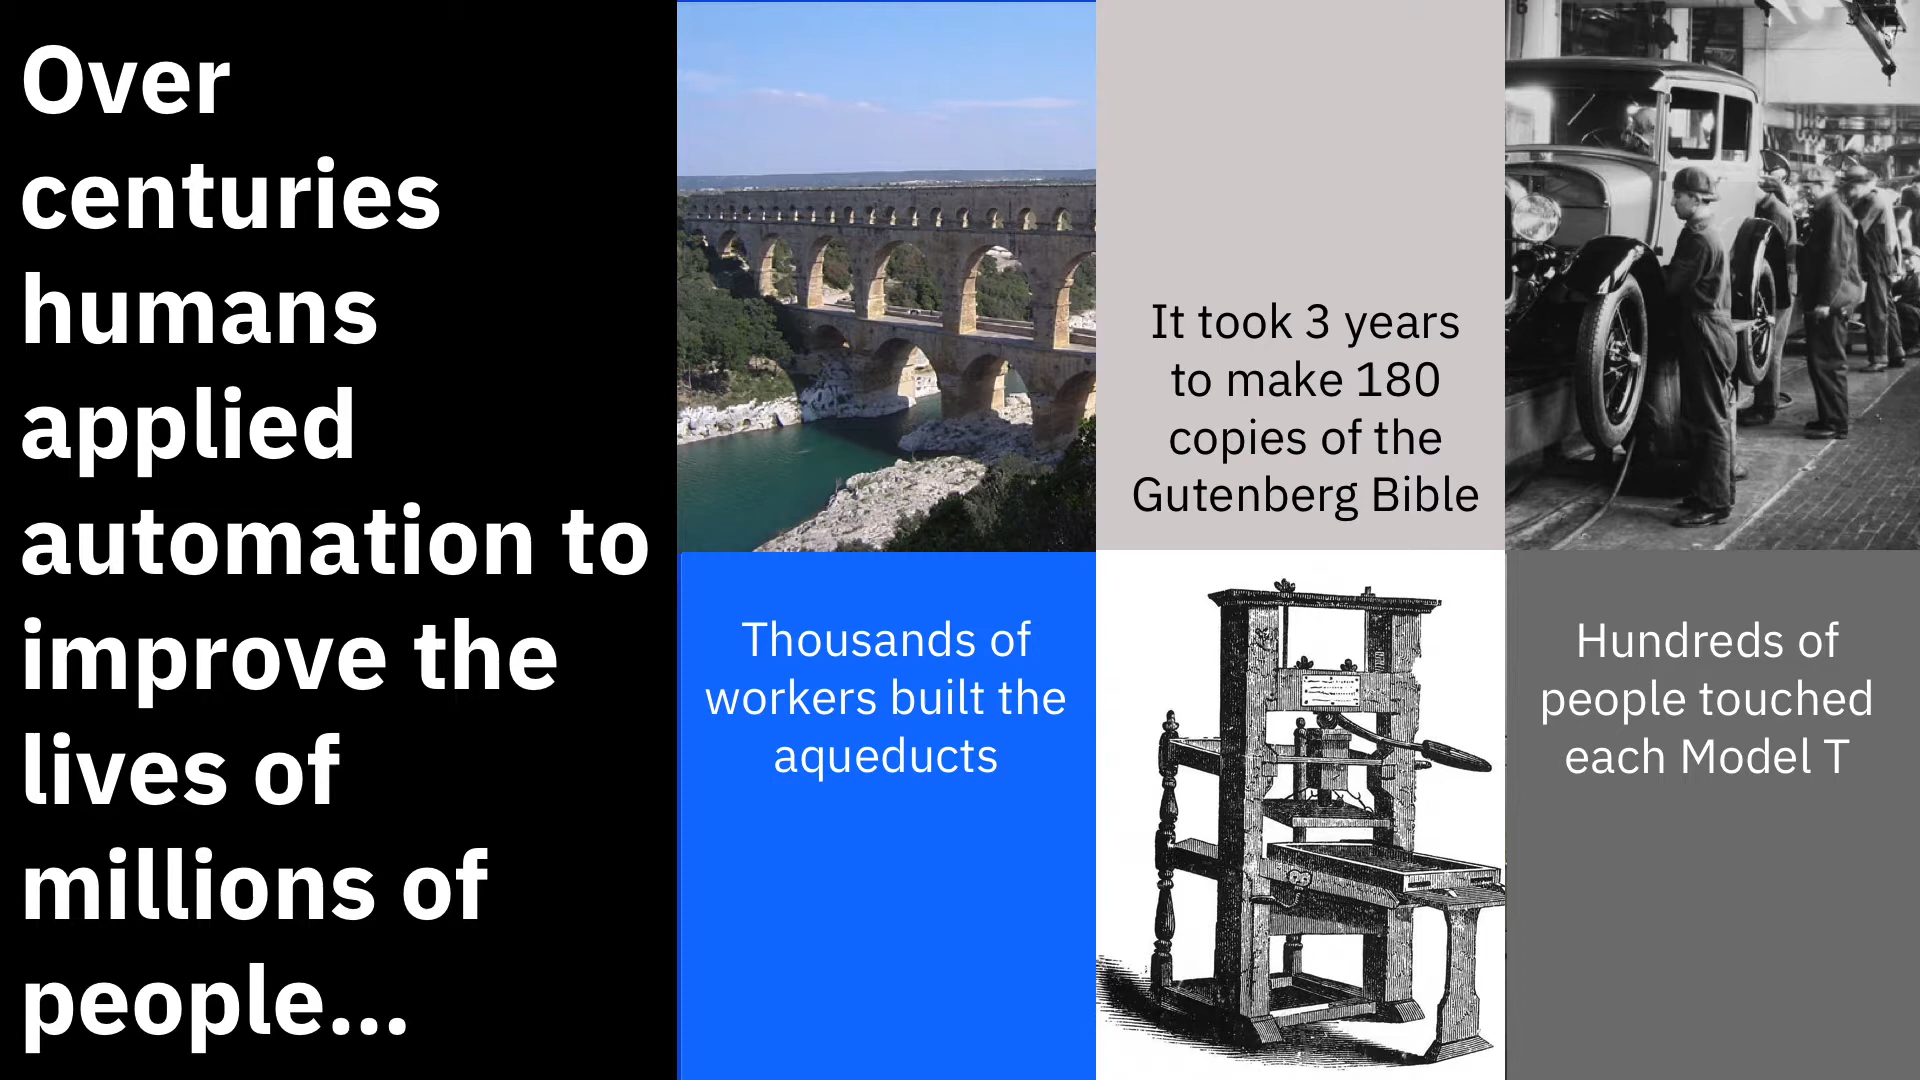 Over
centuries
humans
applied
automation to
improve the
lives of
millions of
people...
Thousands of
workers built the
aqueducts
It took 3 years
to make 180
copies of the
Gutenberg Bible
Hundreds of
people touched
each Model T